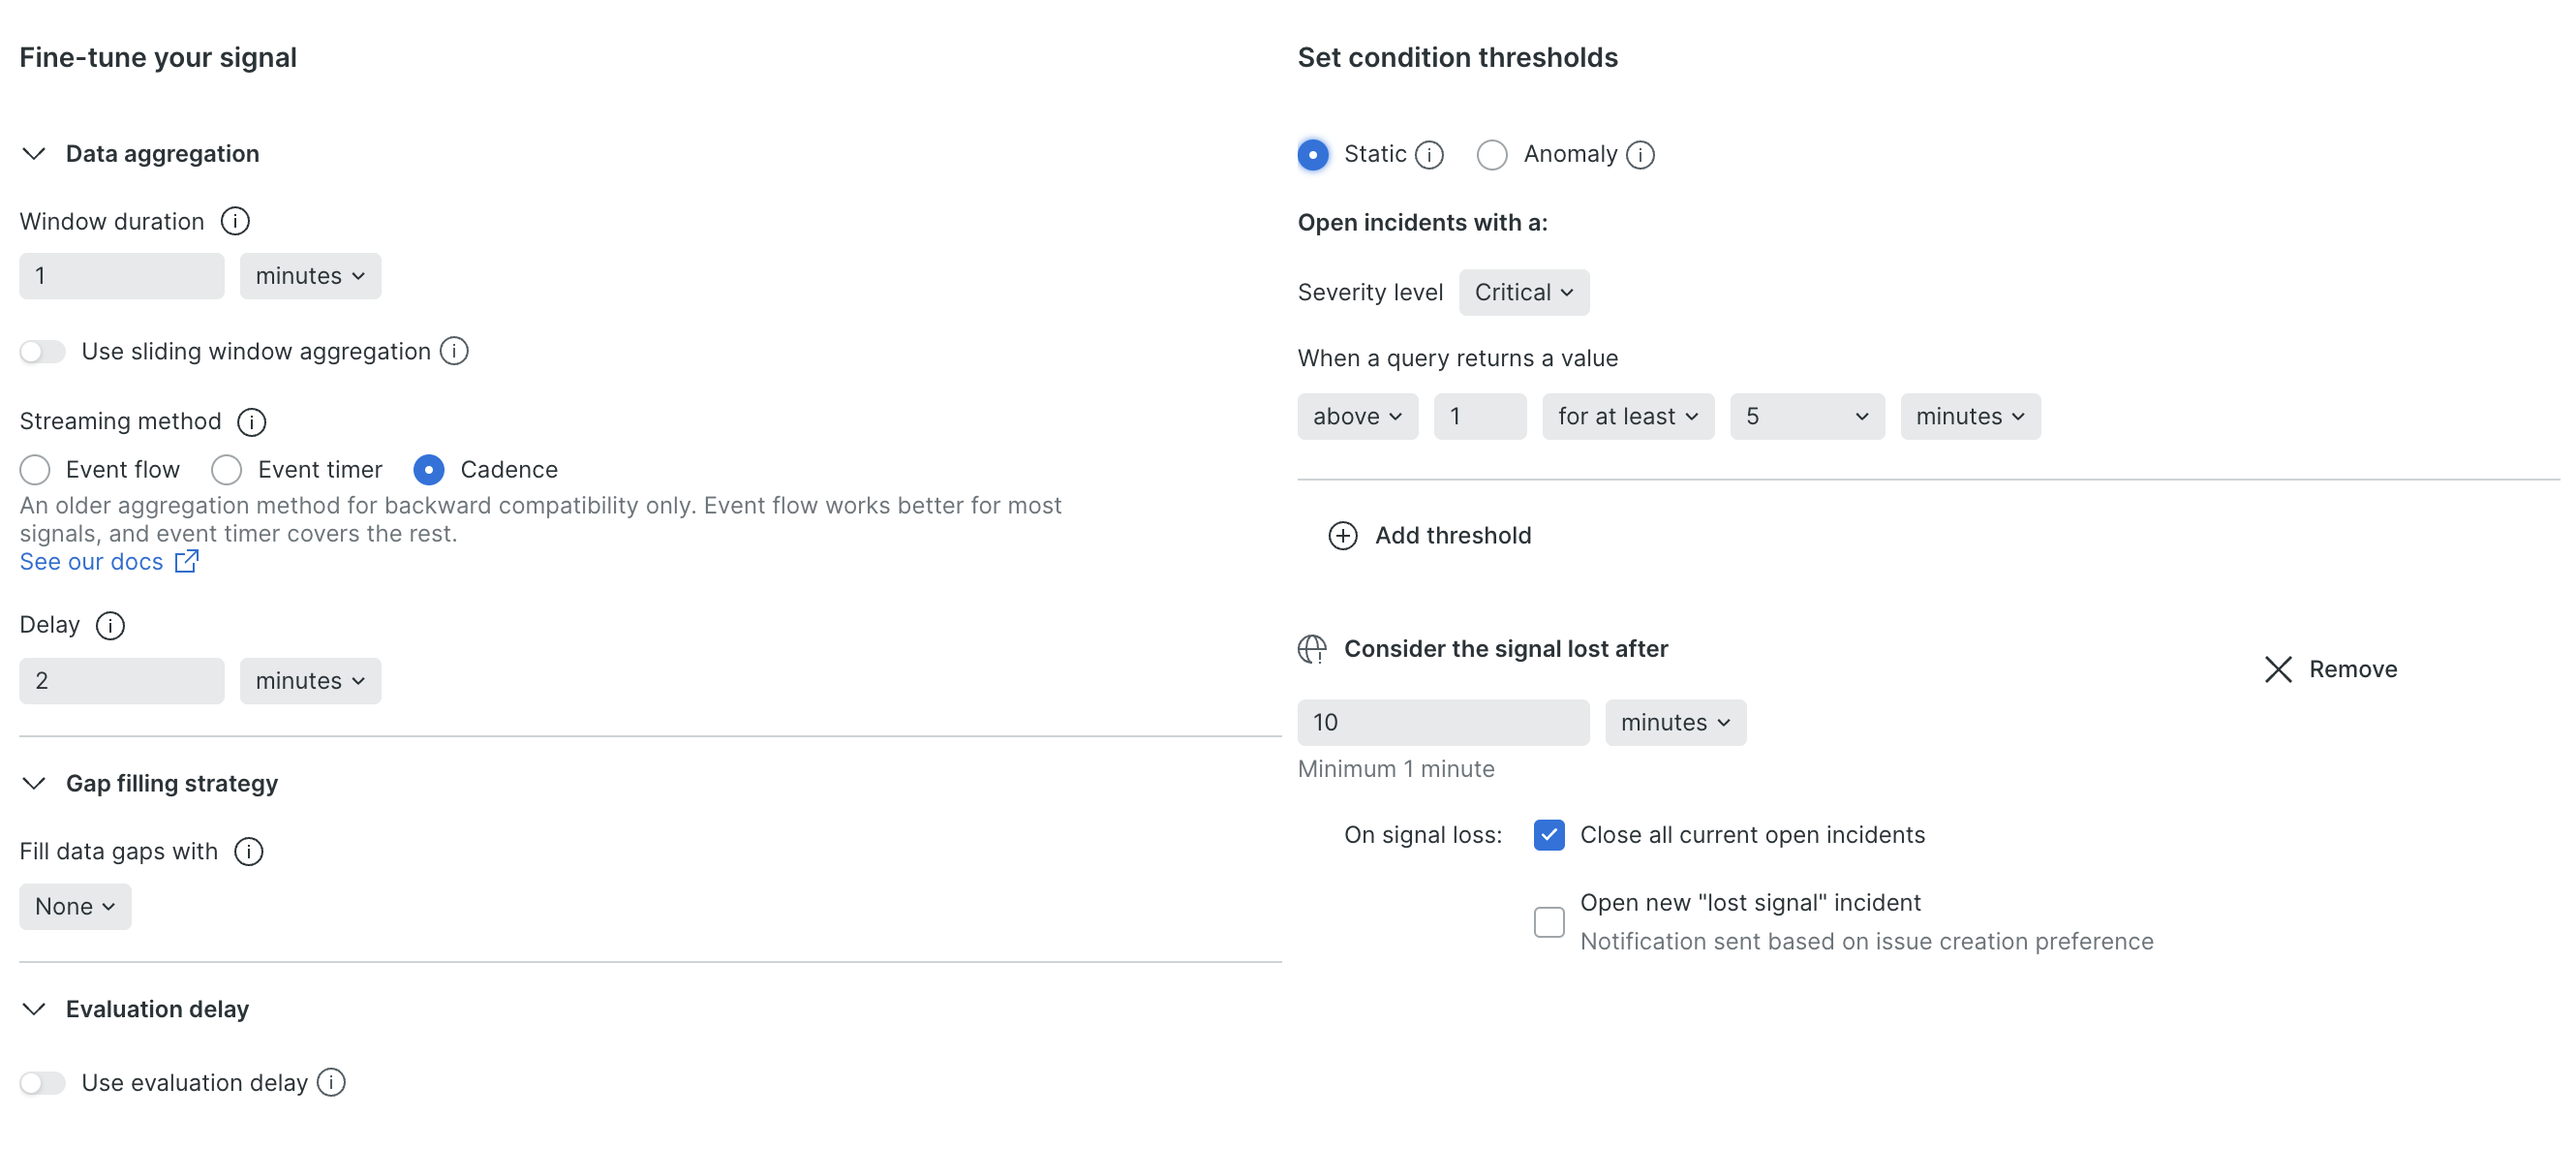 Fine-tune your signal
Data aggregation
Window duration
1 minutes
Use sliding window aggregation
Streaming method
Event flow Event timer Cadence
An older aggregation method for backward compatibility only. Event flow works better for most
signals, and event timer covers the rest.
See our docs
Delay
2 minutes
Gap filling strategy
Fill data gaps with
None
Evaluation delay
Use evaluation delay
Set condition thresholds
Static Anomaly
Open incidents with a:
Severity level Critical
When a query returns a value
above 1 for at least 5 minutes
Add threshold
Consider the signal lost after
Remove
10 minutes
Minimum 1 minute
On signal loss: Close all current open incidents
Open new "lost signal" incident
Notification sent based on issue creation preference